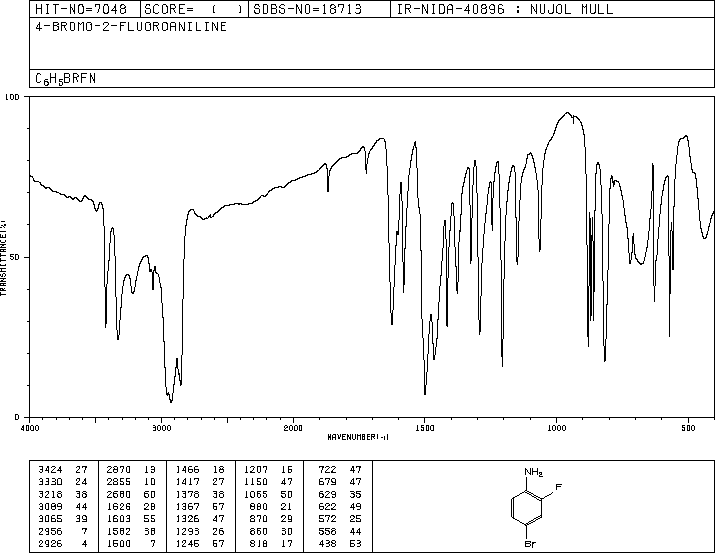 HIT-NO=7048 SCORE= ( ) SDBS-NO=18713 IR-NIDA-40896 : NUJOL MULL
4-BROMO-2-FLUOROANILINE
C6H5BRFN
100
50
0
TRANSMITTANCE(%)
4000 3000 2000 1500 1000 500
WAVENUMBER(-1)
3424 27 2870 13 1466 18 1207 16 722 47
3330 24 2855 10 1417 27 1150 47 679 47
3218 38 2680 60 1378 38 1065 50 629 35
3089 44 1626 28 1367 57 880 21 622 49
3065 39 1603 55 1326 47 870 29 572 25
2956 7 1582 38 1293 26 860 30 558 44
2926 4 1500 7 1245 57 818 17 438 53
NH2
F
Br